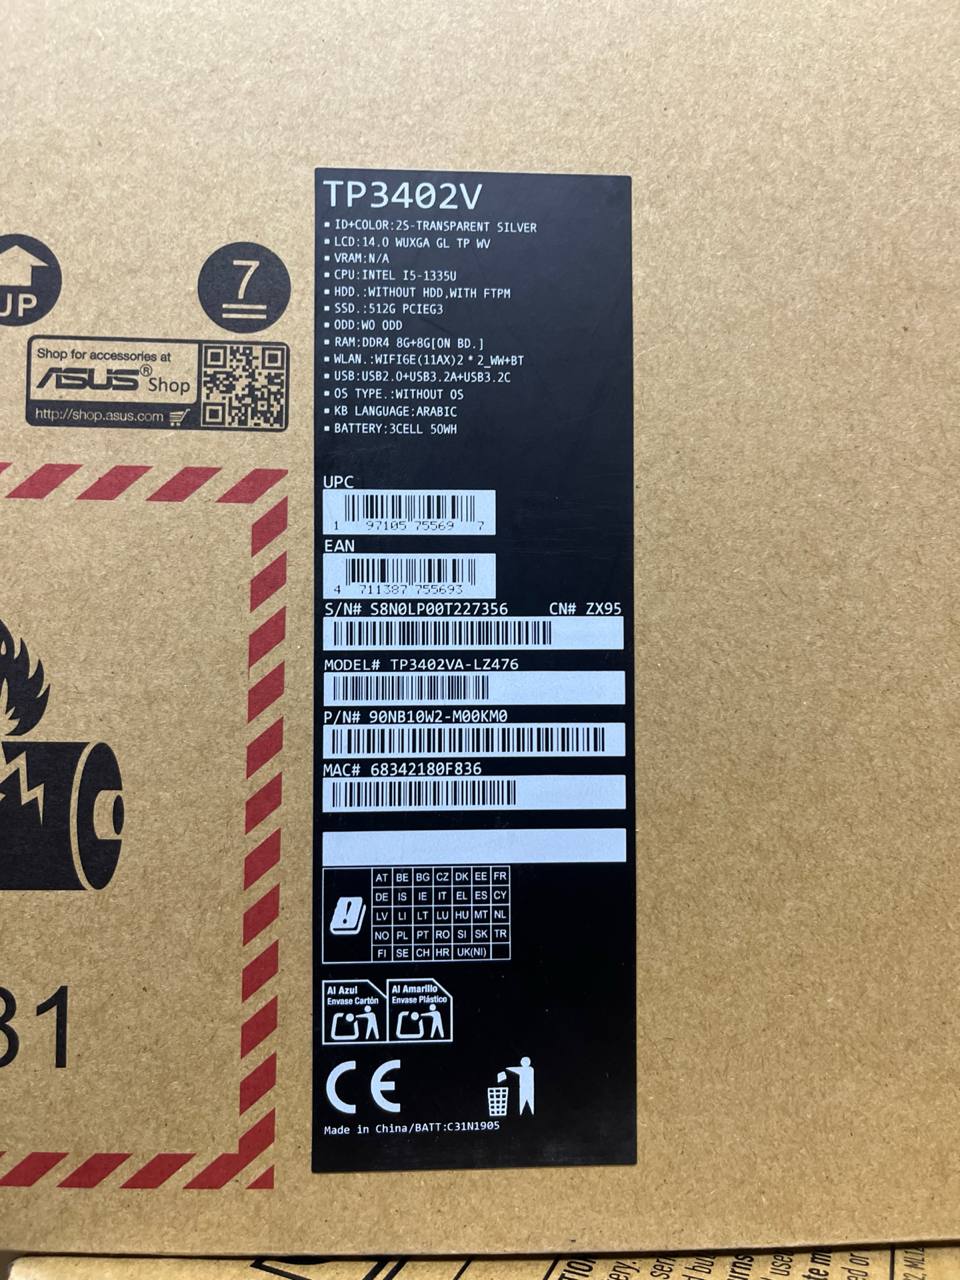 TP3402V
▪ ID+COLOR:2S-TRANSPARENT SILVER
▪ LCD:14.0 WUXGA GL TP WV
▪ VRAM:N/A
▪ CPU:INTEL I5-1335U
▪ HDD.:WITHOUT HDD,WITH FTPM
▪ SSD.:512G PCIEG3
▪ ODD:WO ODD
▪ RAM:DDR4 8G+8G[ON BD.]
▪ WLAN.:WIFI6E(11AX)2*2_WW+BT
▪ USB:USB2.0+USB3.2A+USB3.2C
▪ OS TYPE.:WITHOUT OS
▪ KB LANGUAGE:ARABIC
▪ BATTERY:3CELL 50WH
UP
7
Shop for accessories at
ASUS® Shop
http://shop.asus.com
UPC
1 97105 75569 7
EAN
4 711387 755693
S/N# S8N0LP00T227356 CN# ZX95
MODEL# TP3402VA-LZ476
P/N# 90NB10W2-M00KM0
MAC# 68342180F836
AT BE BG CZ DK EE FR
DE IS IE IT EL ES CY
LV LI LT LU HU MT NL
NO PL PT RO SI SK TR
FI SE CH HR UK(NI)
Al Azul
Envase Cartón
Al Amarillo
Envase Plástico
CE
Made in China/BATT:C31N1905
31